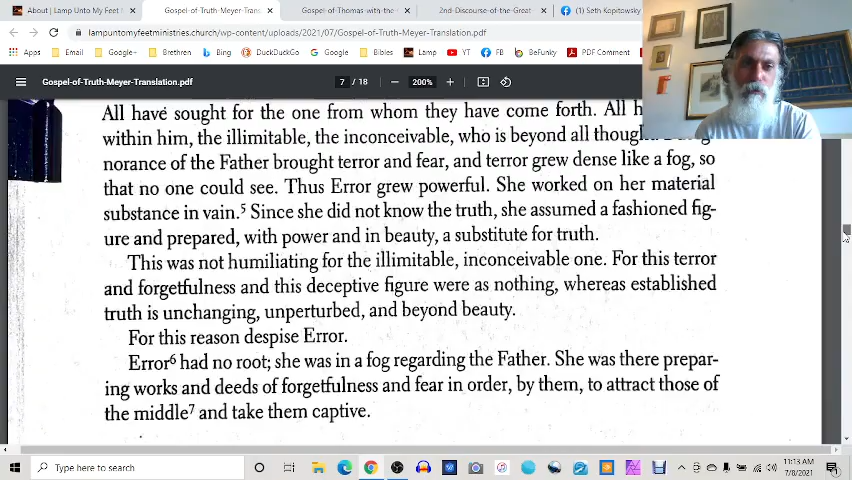 About | Lamp Unto My Feet
Gospel-of-Truth-Meyer-Trans
Gospel-of-Thomas-with-the-
2nd-Discourse-of-the-Great
(1) Seth Kopitowsky
lampuntomyfeetministries.church/wp-content/uploads/2021/07/Gospel-of-Truth-Meyer-Translation.pdf
Apps
Email
Google+
Brethren
Bing
DuckDuckGo
Google
Bibles
Lamp
YT
FB
BeFunky
PDF Comment
Gospel-of-Truth-Meyer-Translation.pdf
7 / 18
200%
All have sought for the one from whom they have come forth. All h
within him, the illimitable, the inconceivable, who is beyond all though
norance of the Father brought terror and fear, and terror grew dense like a fog, so
that no one could see. Thus Error grew powerful. She worked on her material
substance in vain.⁵ Since she did not know the truth, she assumed a fashioned fig-
ure and prepared, with power and in beauty, a substitute for truth.
This was not humiliating for the illimitable, inconceivable one. For this terror
and forgetfulness and this deceptive figure were as nothing, whereas established
truth is unchanging, unperturbed, and beyond beauty.
For this reason despise Error.
Error⁶ had no root; she was in a fog regarding the Father. She was there prepar-
ing works and deeds of forgetfulness and fear in order, by them, to attract those of
the middle⁷ and take them captive.
Type here to search
11:13 AM
7/8/2021